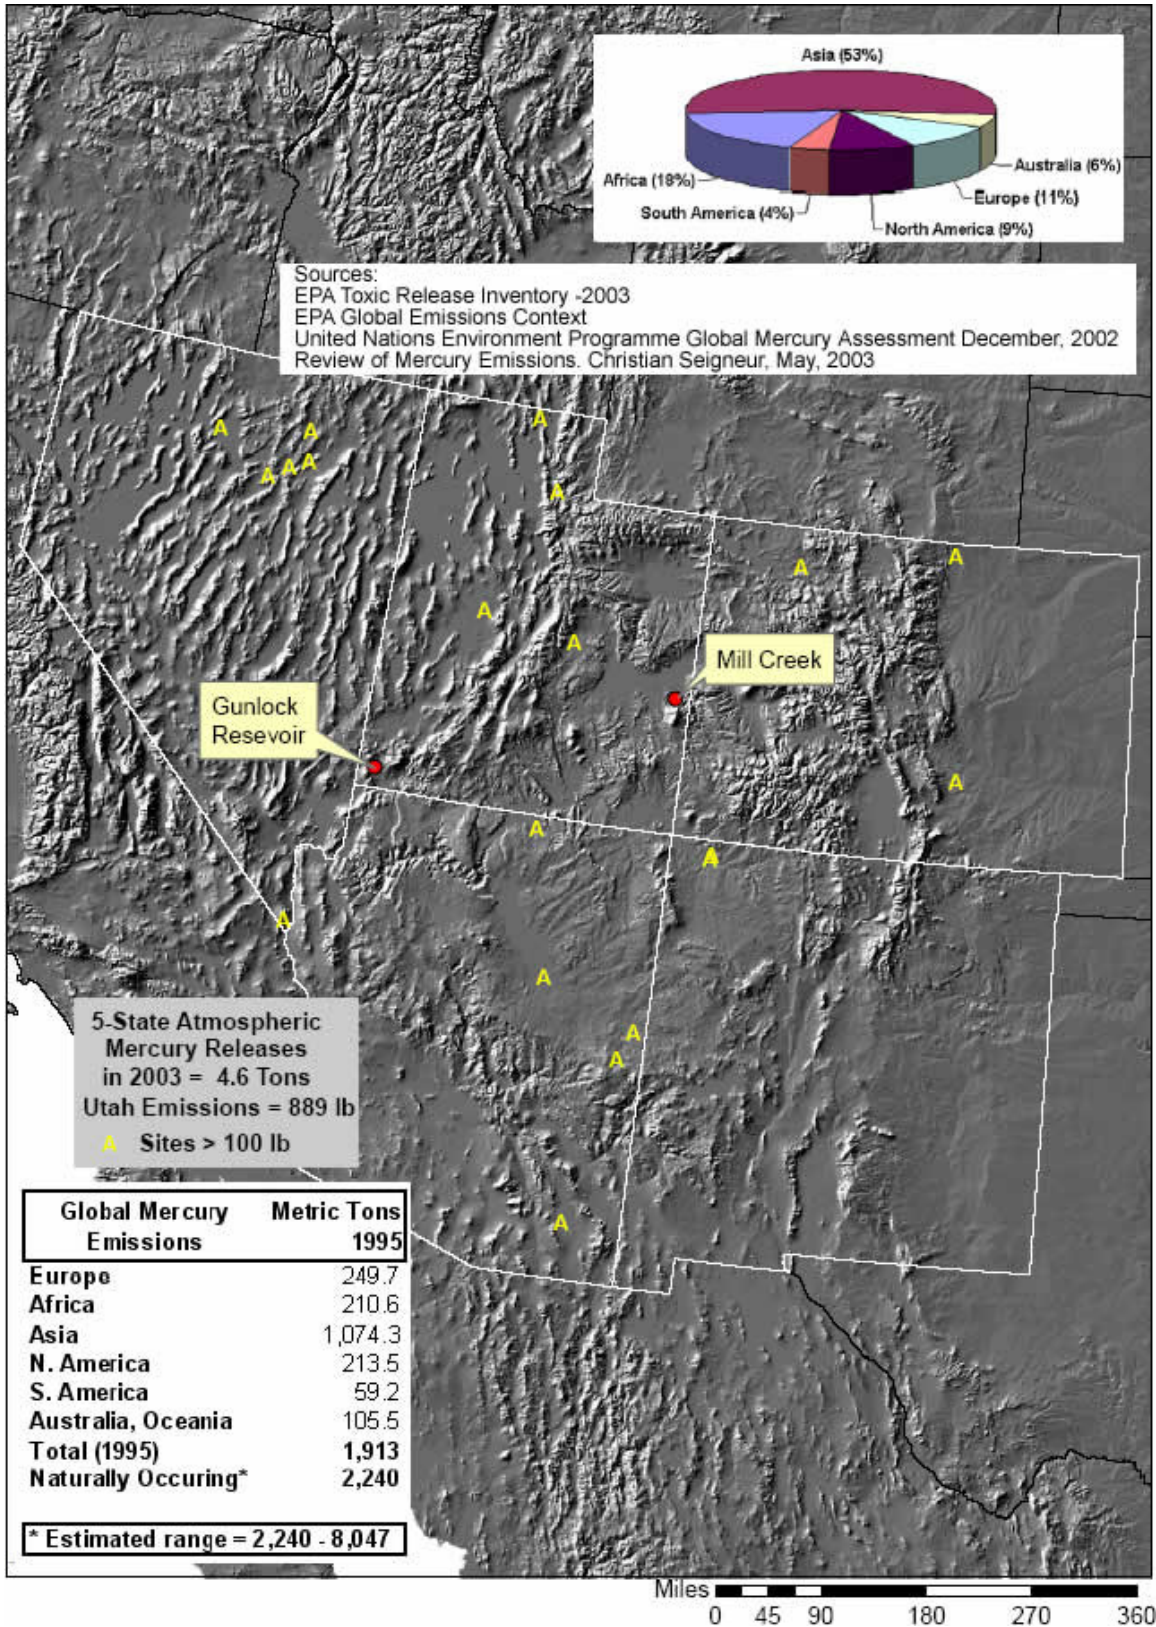 Asia (53%)
Africa (18%)
Australia (6%)
Europe (11%)
South America (4%)
North America (9%)
Sources:
EPA Toxic Release Inventory -2003
EPA Global Emissions Context
United Nations Environment Programme Global Mercury Assessment December, 2002
Review of Mercury Emissions. Christian Seigneur, May, 2003
A
A
A
A
A
A
A
A
A
A
A
Mill Creek
Gunlock
Resevoir
A
A
A
A
A
A
A
5-State Atmospheric
Mercury Releases
in 2003 = 4.6 Tons
Utah Emissions = 889 lb
A Sites > 100 lb
A
Global Mercury Metric Tons
Emissions 1995
Europe 249.7
Africa 210.6
Asia 1,074.3
N. America 213.5
S. America 59.2
Australia, Oceania 105.5
Total (1995) 1,913
Naturally Occuring* 2,240
* Estimated range = 2,240 - 8,047
Miles
0 45 90 180 270 360